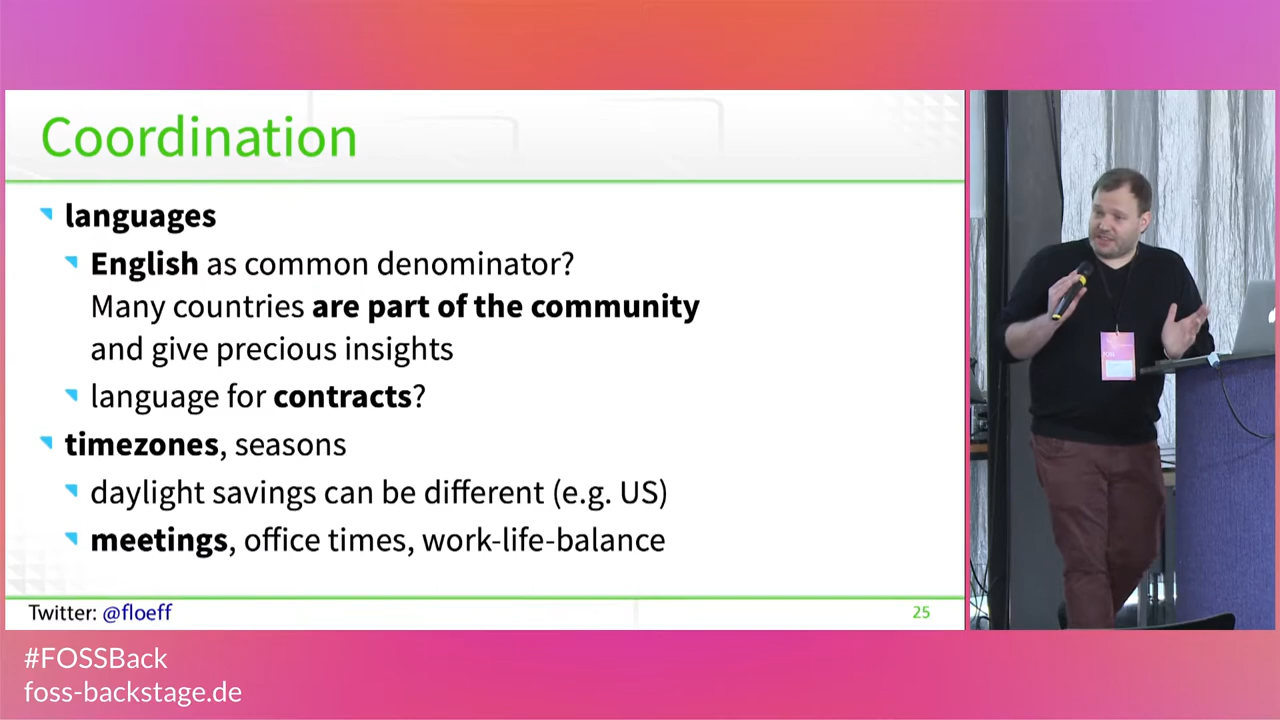 Coordination
languages
English as common denominator?
Many countries are part of the community
and give precious insights
language for contracts?
timezones, seasons
daylight savings can be different (e.g. US)
meetings, office times, work-life-balance
Twitter: @floeff
25
#FOSSBack
foss-backstage.de